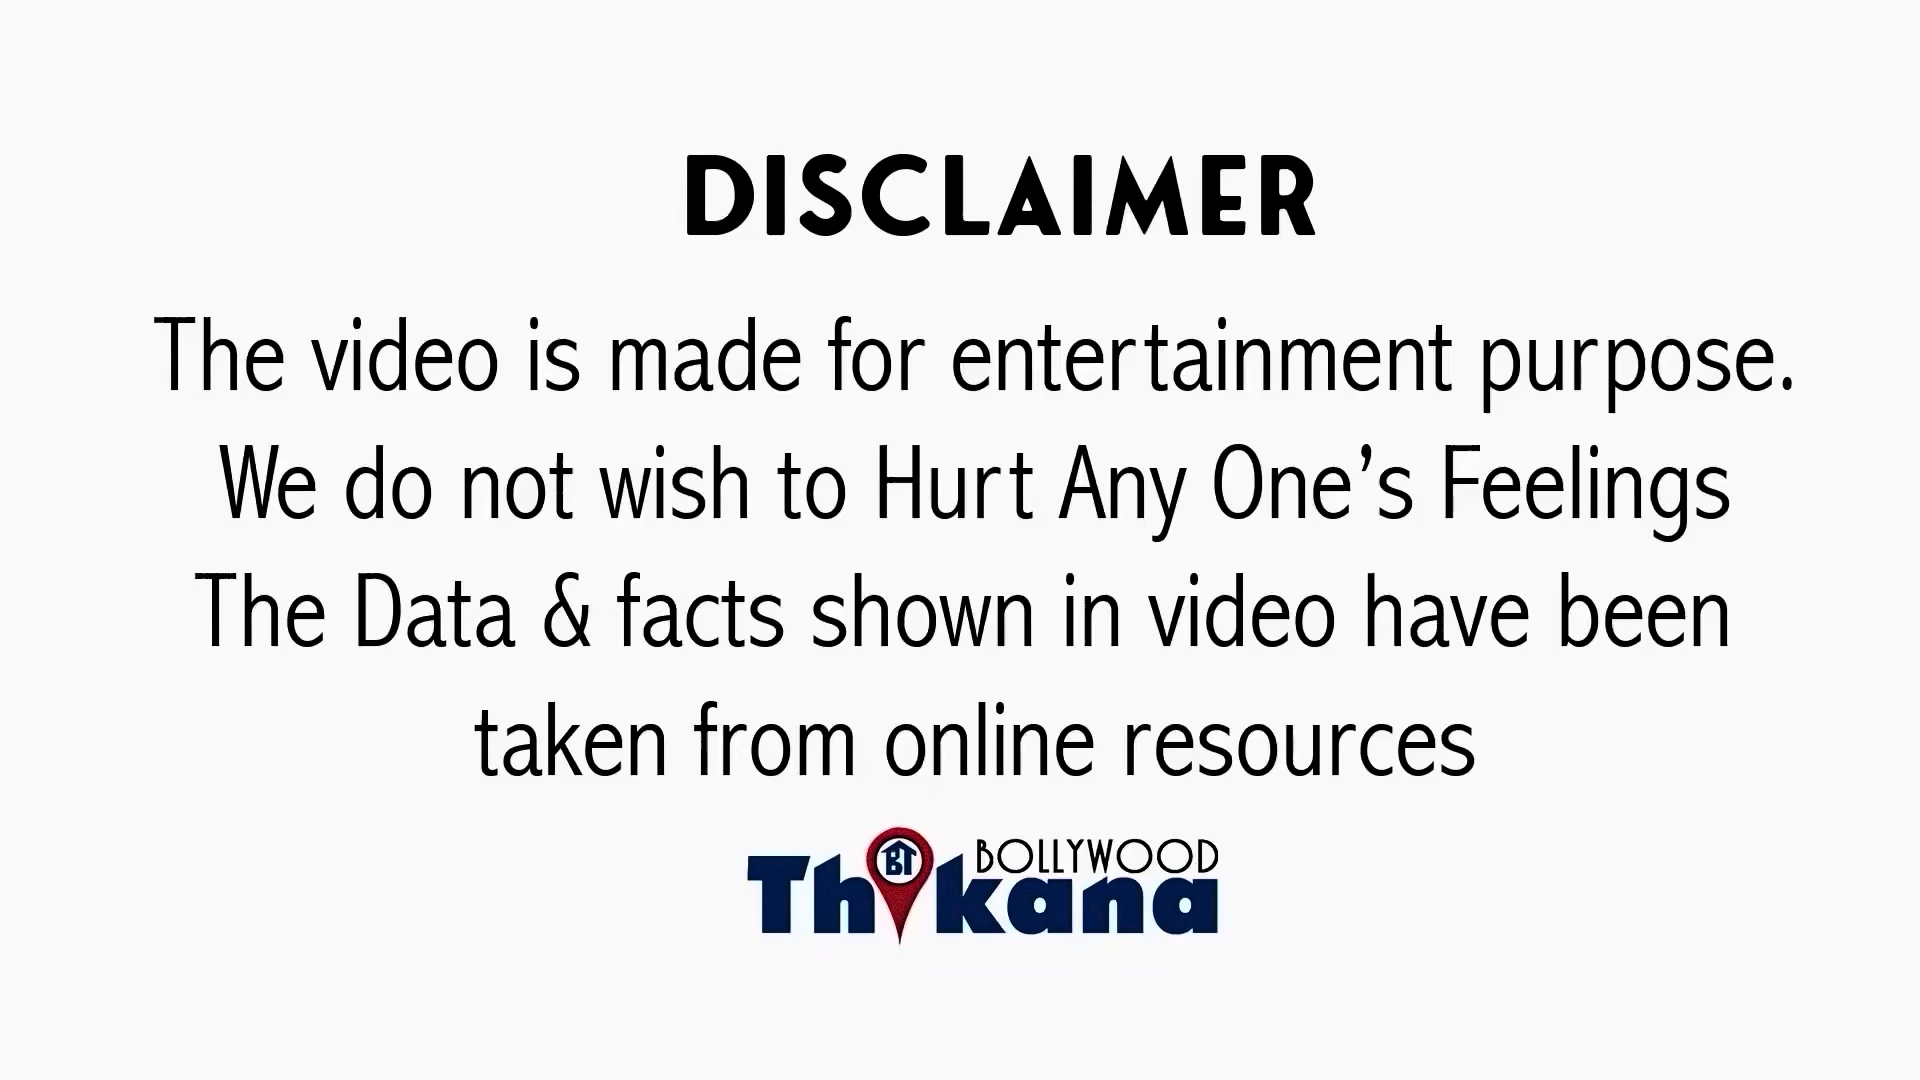 DISCLAIMER
The video is made for entertainment purpose.
We do not wish to Hurt Any One's Feelings
The Data & facts shown in video have been
taken from online resources
BT
BOLLYWOOD
Thikana